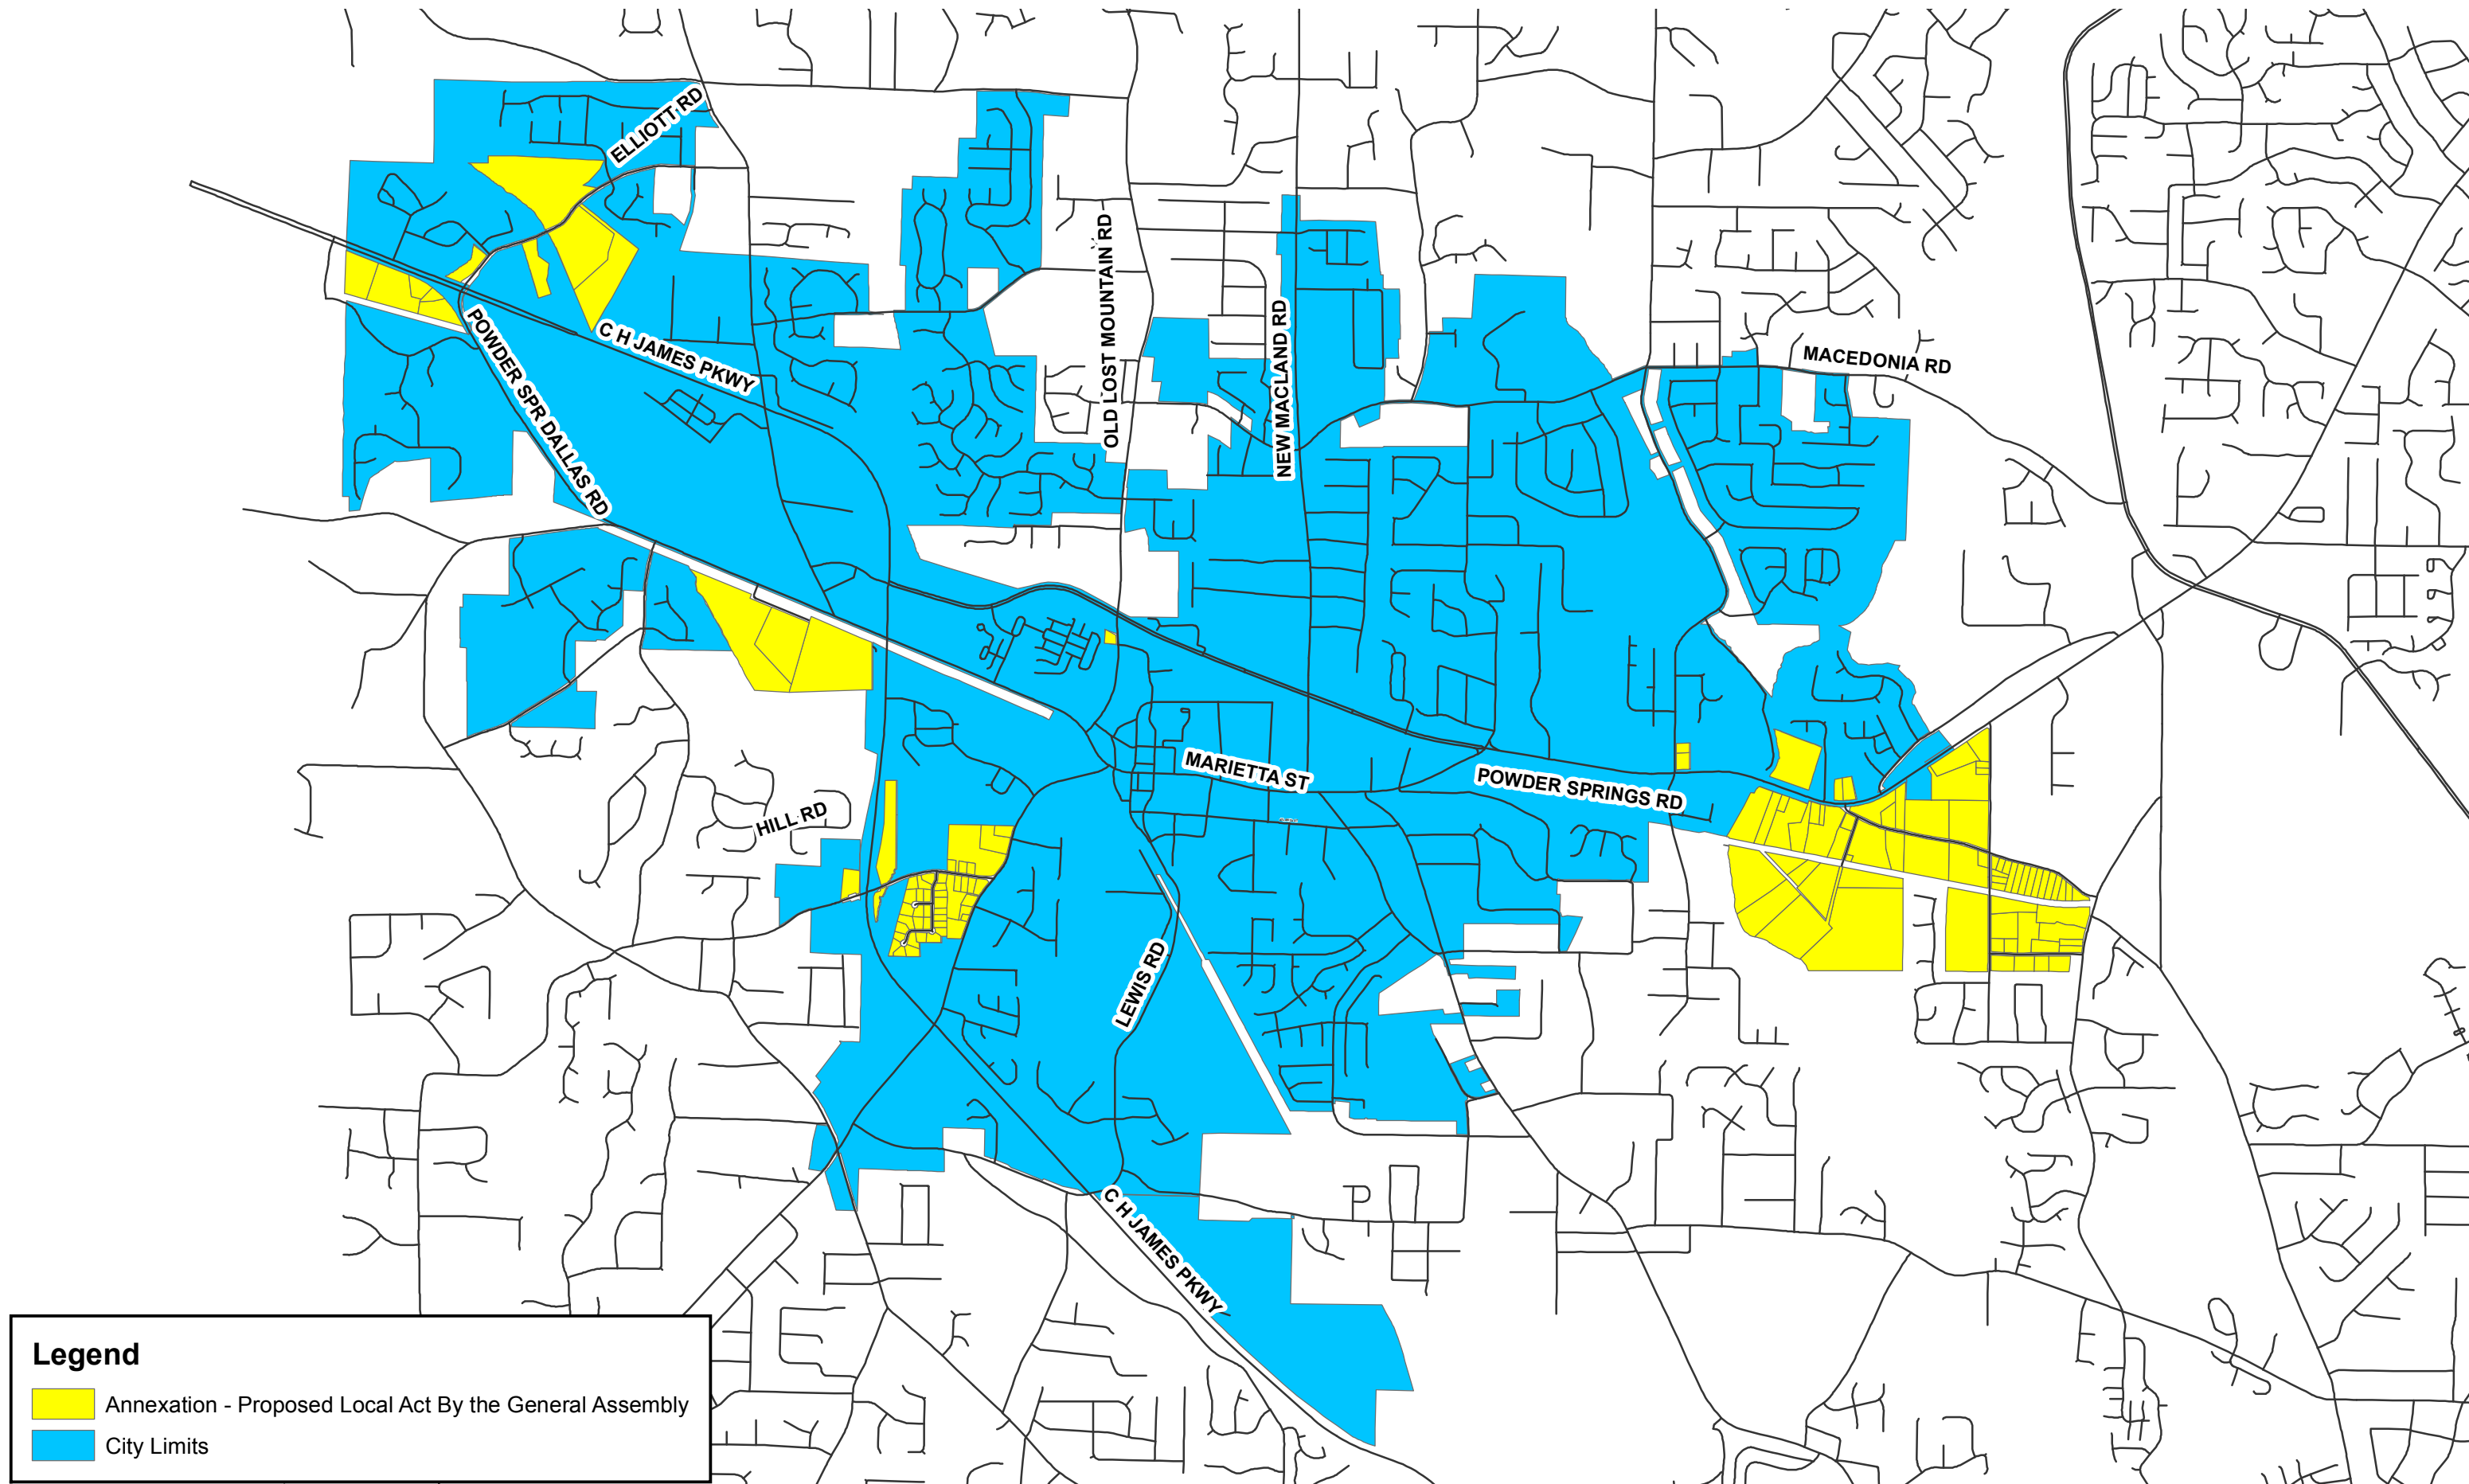 ELLIOTT RD
OLD LOST MOUNTAIN RD
NEW MACLAND RD
C H JAMES PKWY
POWDER SPR DALLAS RD
MACEDONIA RD
MARIETTA ST
POWDER SPRINGS RD
HILL RD
LEWIS RD
C H JAMES PKWY
Legend
Annexation - Proposed Local Act By the General Assembly
City Limits